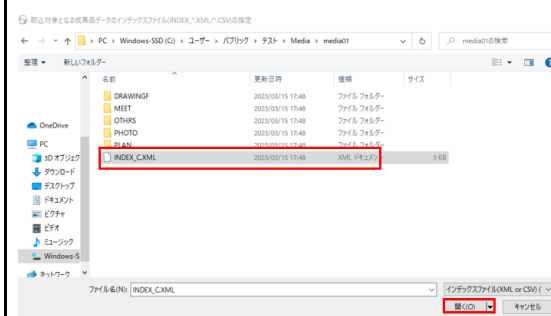 取込対象となる成果品データのインデックスファイル(INDEX_*.XML/*.CSV)の指定
PC › Windows-SSD (C:) › ユーザー › パブリック › テスト › Media › media01
media01の検索
整理 新しいフォルダー
名前 更新日時 種類 サイズ
DRAWINGF 2023/03/15 17:48 ファイル フォルダー
MEET 2023/03/15 17:48 ファイル フォルダー
OTHRS 2023/03/15 17:48 ファイル フォルダー
PHOTO 2023/03/15 17:48 ファイル フォルダー
PLAN 2023/03/15 17:48 ファイル フォルダー
INDEX_C.XML 2023/03/15 17:48 XML ドキュメント 3 KB
OneDrive
PC
3D オブジェク
ダウンロード
デスクトップ
ドキュメント
ピクチャ
ビデオ
ミュージック
Windows-S
ネットワーク
ファイル名(N): INDEX_C.XML インデックスファイル(XML or CSV) (
開く(O) キャンセル